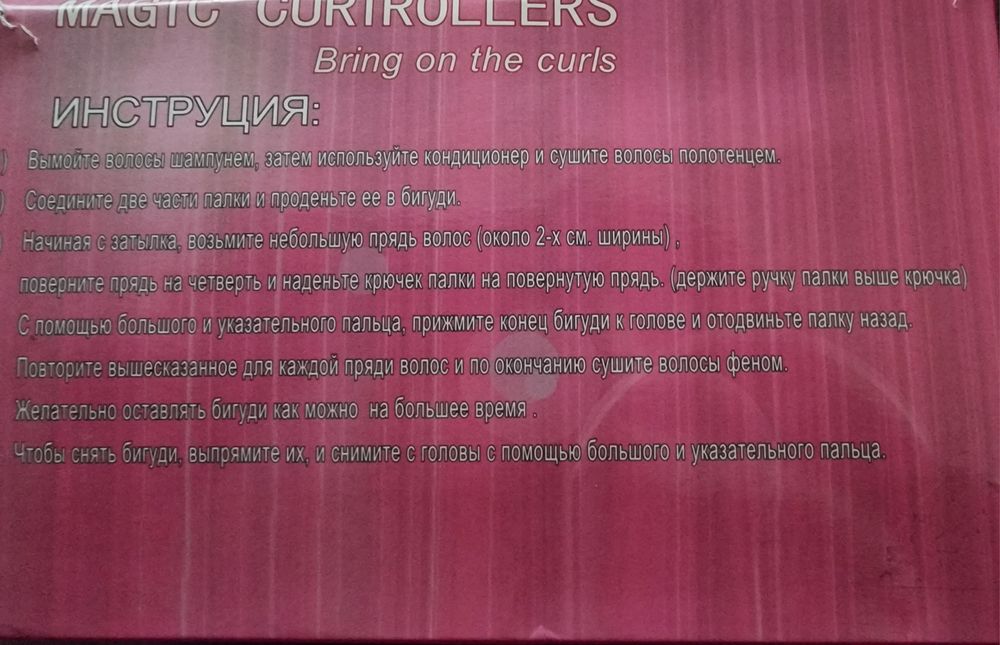 MAGIC CURTROLLERS
Bring on the curls
ИНСТРУЦИЯ:
) Вымойте волосы шампунем, затем используйте кондиционер и сушите волосы полотенцем.
) Соедините две части палки и проденьте ее в бигуди.
) Начиная с затылка, возьмите небольшую прядь волос (около 2-х см. ширины) ,
поверните прядь на четверть и наденьте крючек палки на повернутую прядь. (держите ручку палки выше крючка)
С помощью большого и указательного пальца, прижмите конец бигуди к голове и отодвиньте палку назад.
Повторите вышесказанное для каждой пряди волос и по окончанию сушите волосы феном.
Желательно оставлять бигуди как можно на большее время .
Чтобы снять бигуди, выпрямите их, и снимите с головы с помощью большого и указательного пальца.